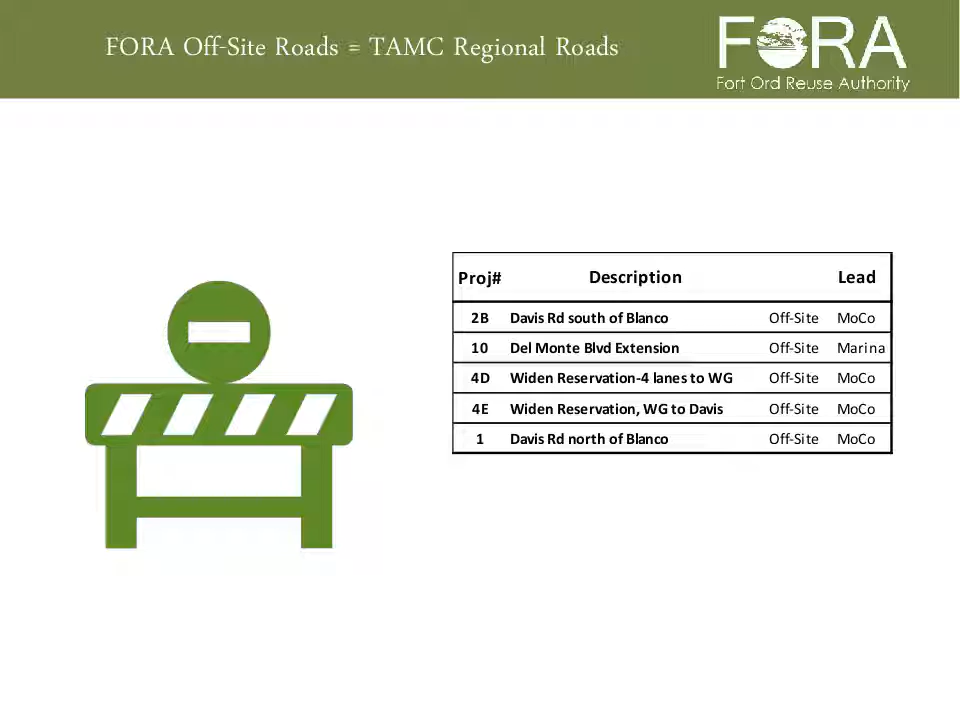 FORA Off-Site Roads = TAMC Regional Roads
FORA
Fort Ord Reuse Authority
Proj# Description Lead
2B Davis Rd south of Blanco Off-Site MoCo
10 Del Monte Blvd Extension Off-Site Marina
4D Widen Reservation-4 lanes to WG Off-Site MoCo
4E Widen Reservation, WG to Davis Off-Site MoCo
1 Davis Rd north of Blanco Off-Site MoCo